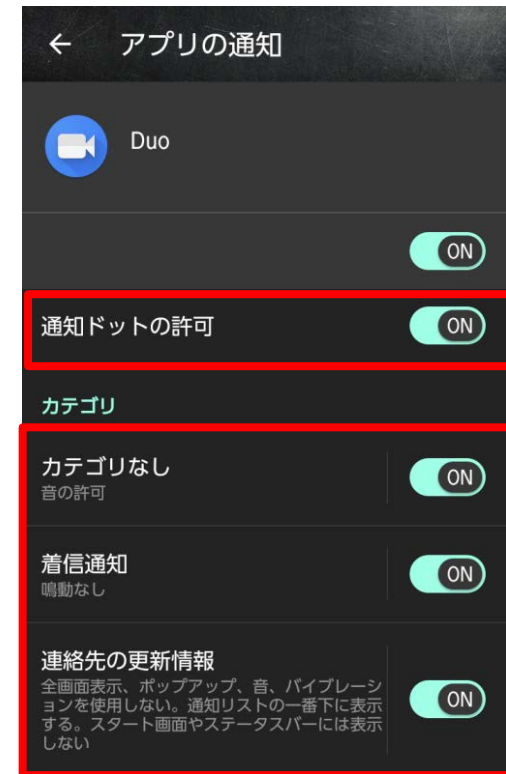 アプリの通知
Duo
ON
通知ドットの許可 ON
カテゴリ
カテゴリなし ON
音の許可
着信通知 ON
鳴動なし
連絡先の更新情報
全画面表示、ポップアップ、音、バイブレーシ
ョンを使用しない。通知リストの一番下に表示 ON
する。スタート画面やステータスバーには表示
しない